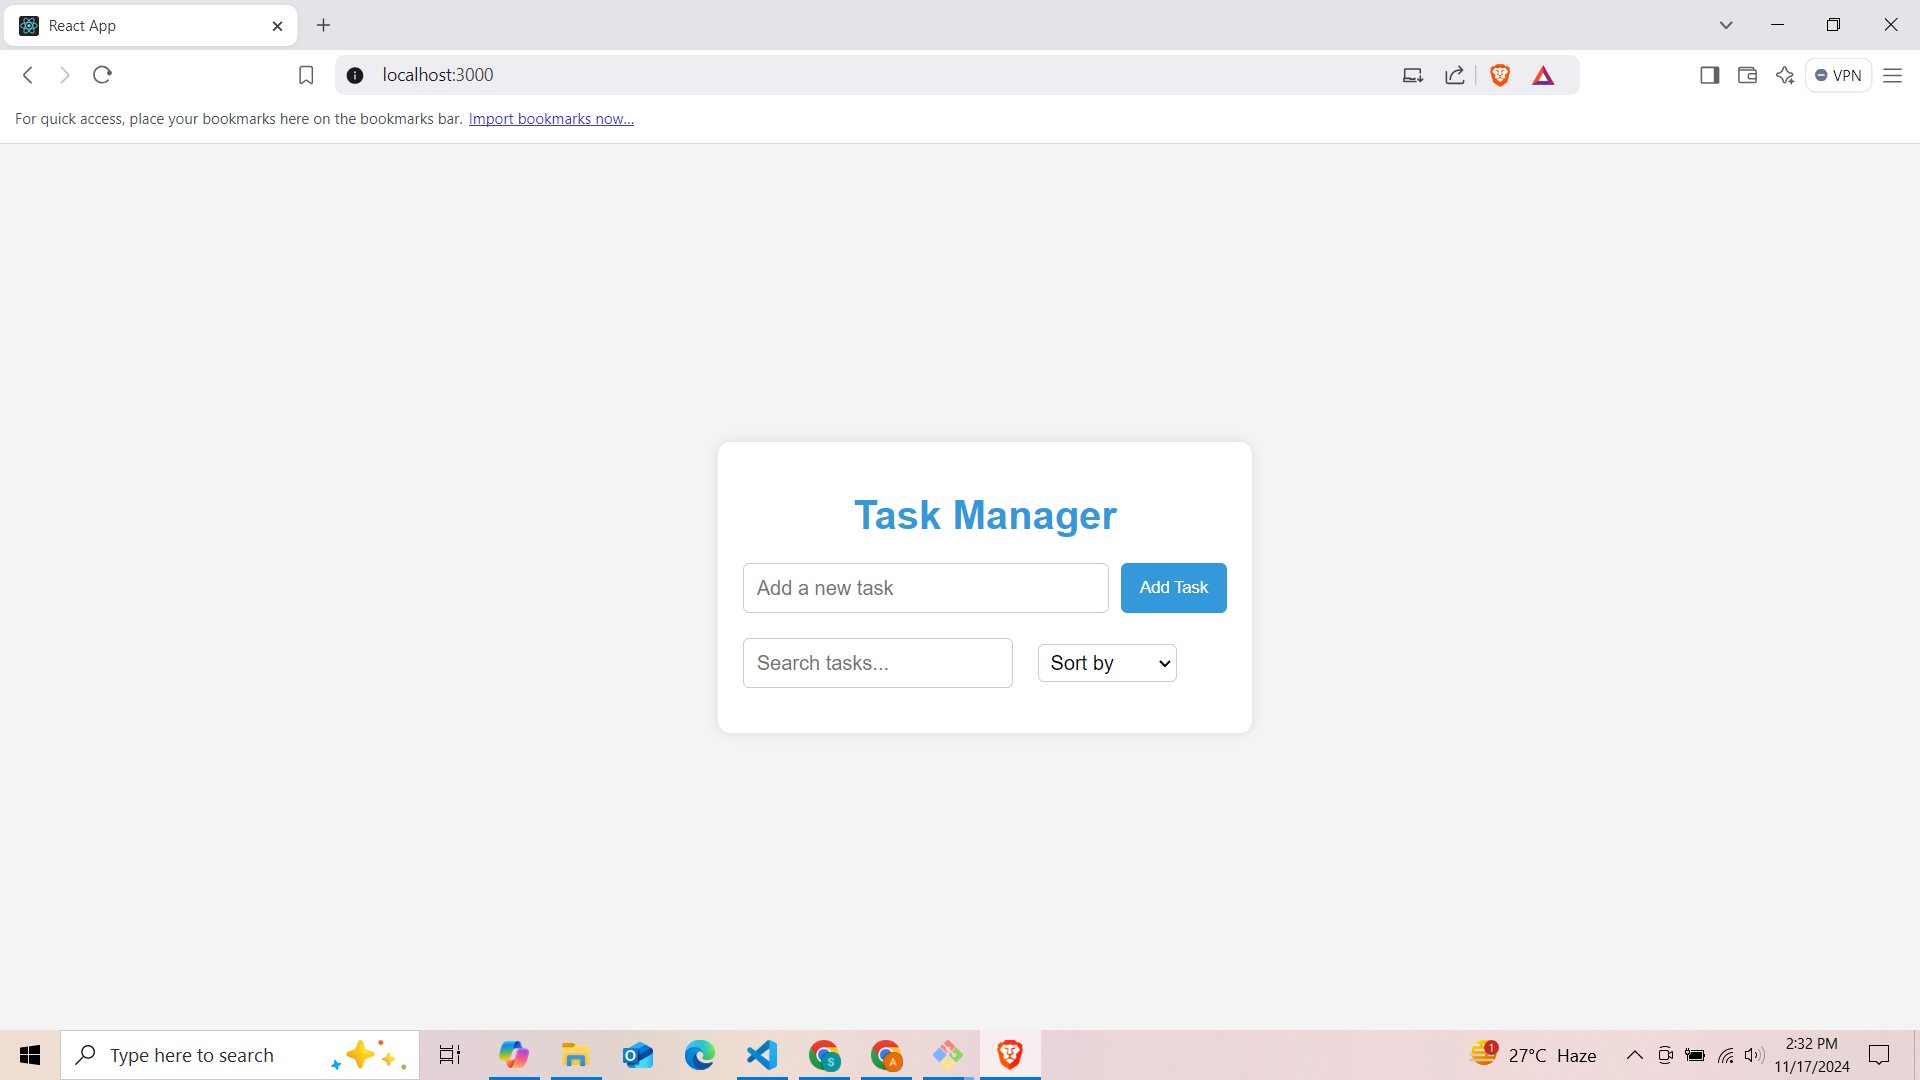 React App
localhost:3000
VPN
For quick access, place your bookmarks here on the bookmarks bar. Import bookmarks now...
Task Manager
Add a new task
Add Task
Search tasks...
Sort by
Type here to search
S
A
1
27°C Haze
2:32 PM
11/17/2024